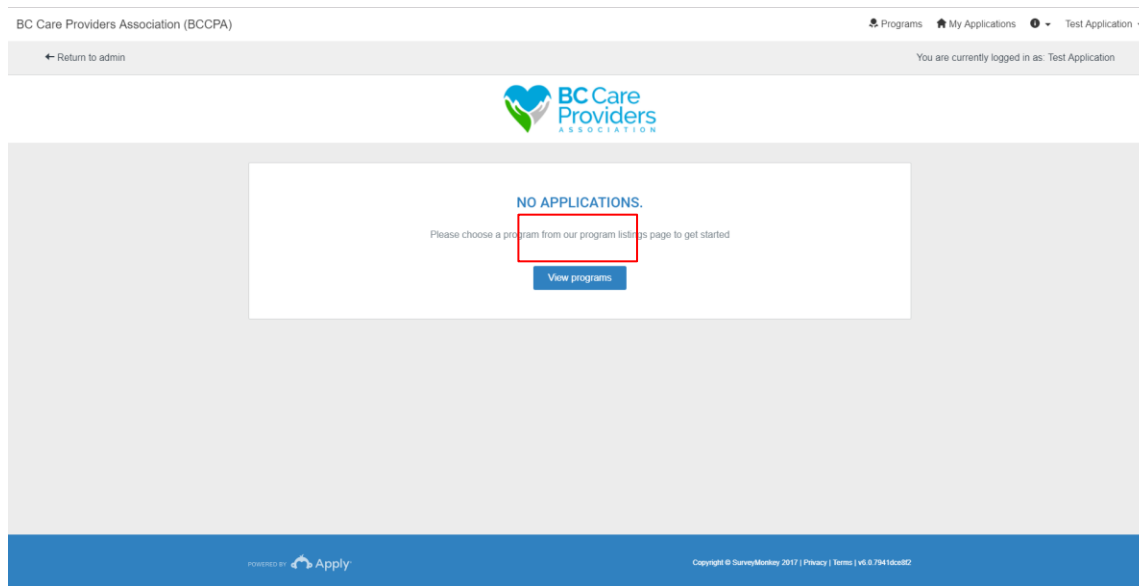 BC Care Providers Association (BCCPA)
Programs My Applications Test Application
Return to admin
You are currently logged in as: Test Application
BC Care
Providers
ASSOCIATION
NO APPLICATIONS.
Please choose a program from our program listings page to get started
View programs
POWERED BY Apply
Copyright © SurveyMonkey 2017 | Privacy | Terms | v6.0.7941dce8f2